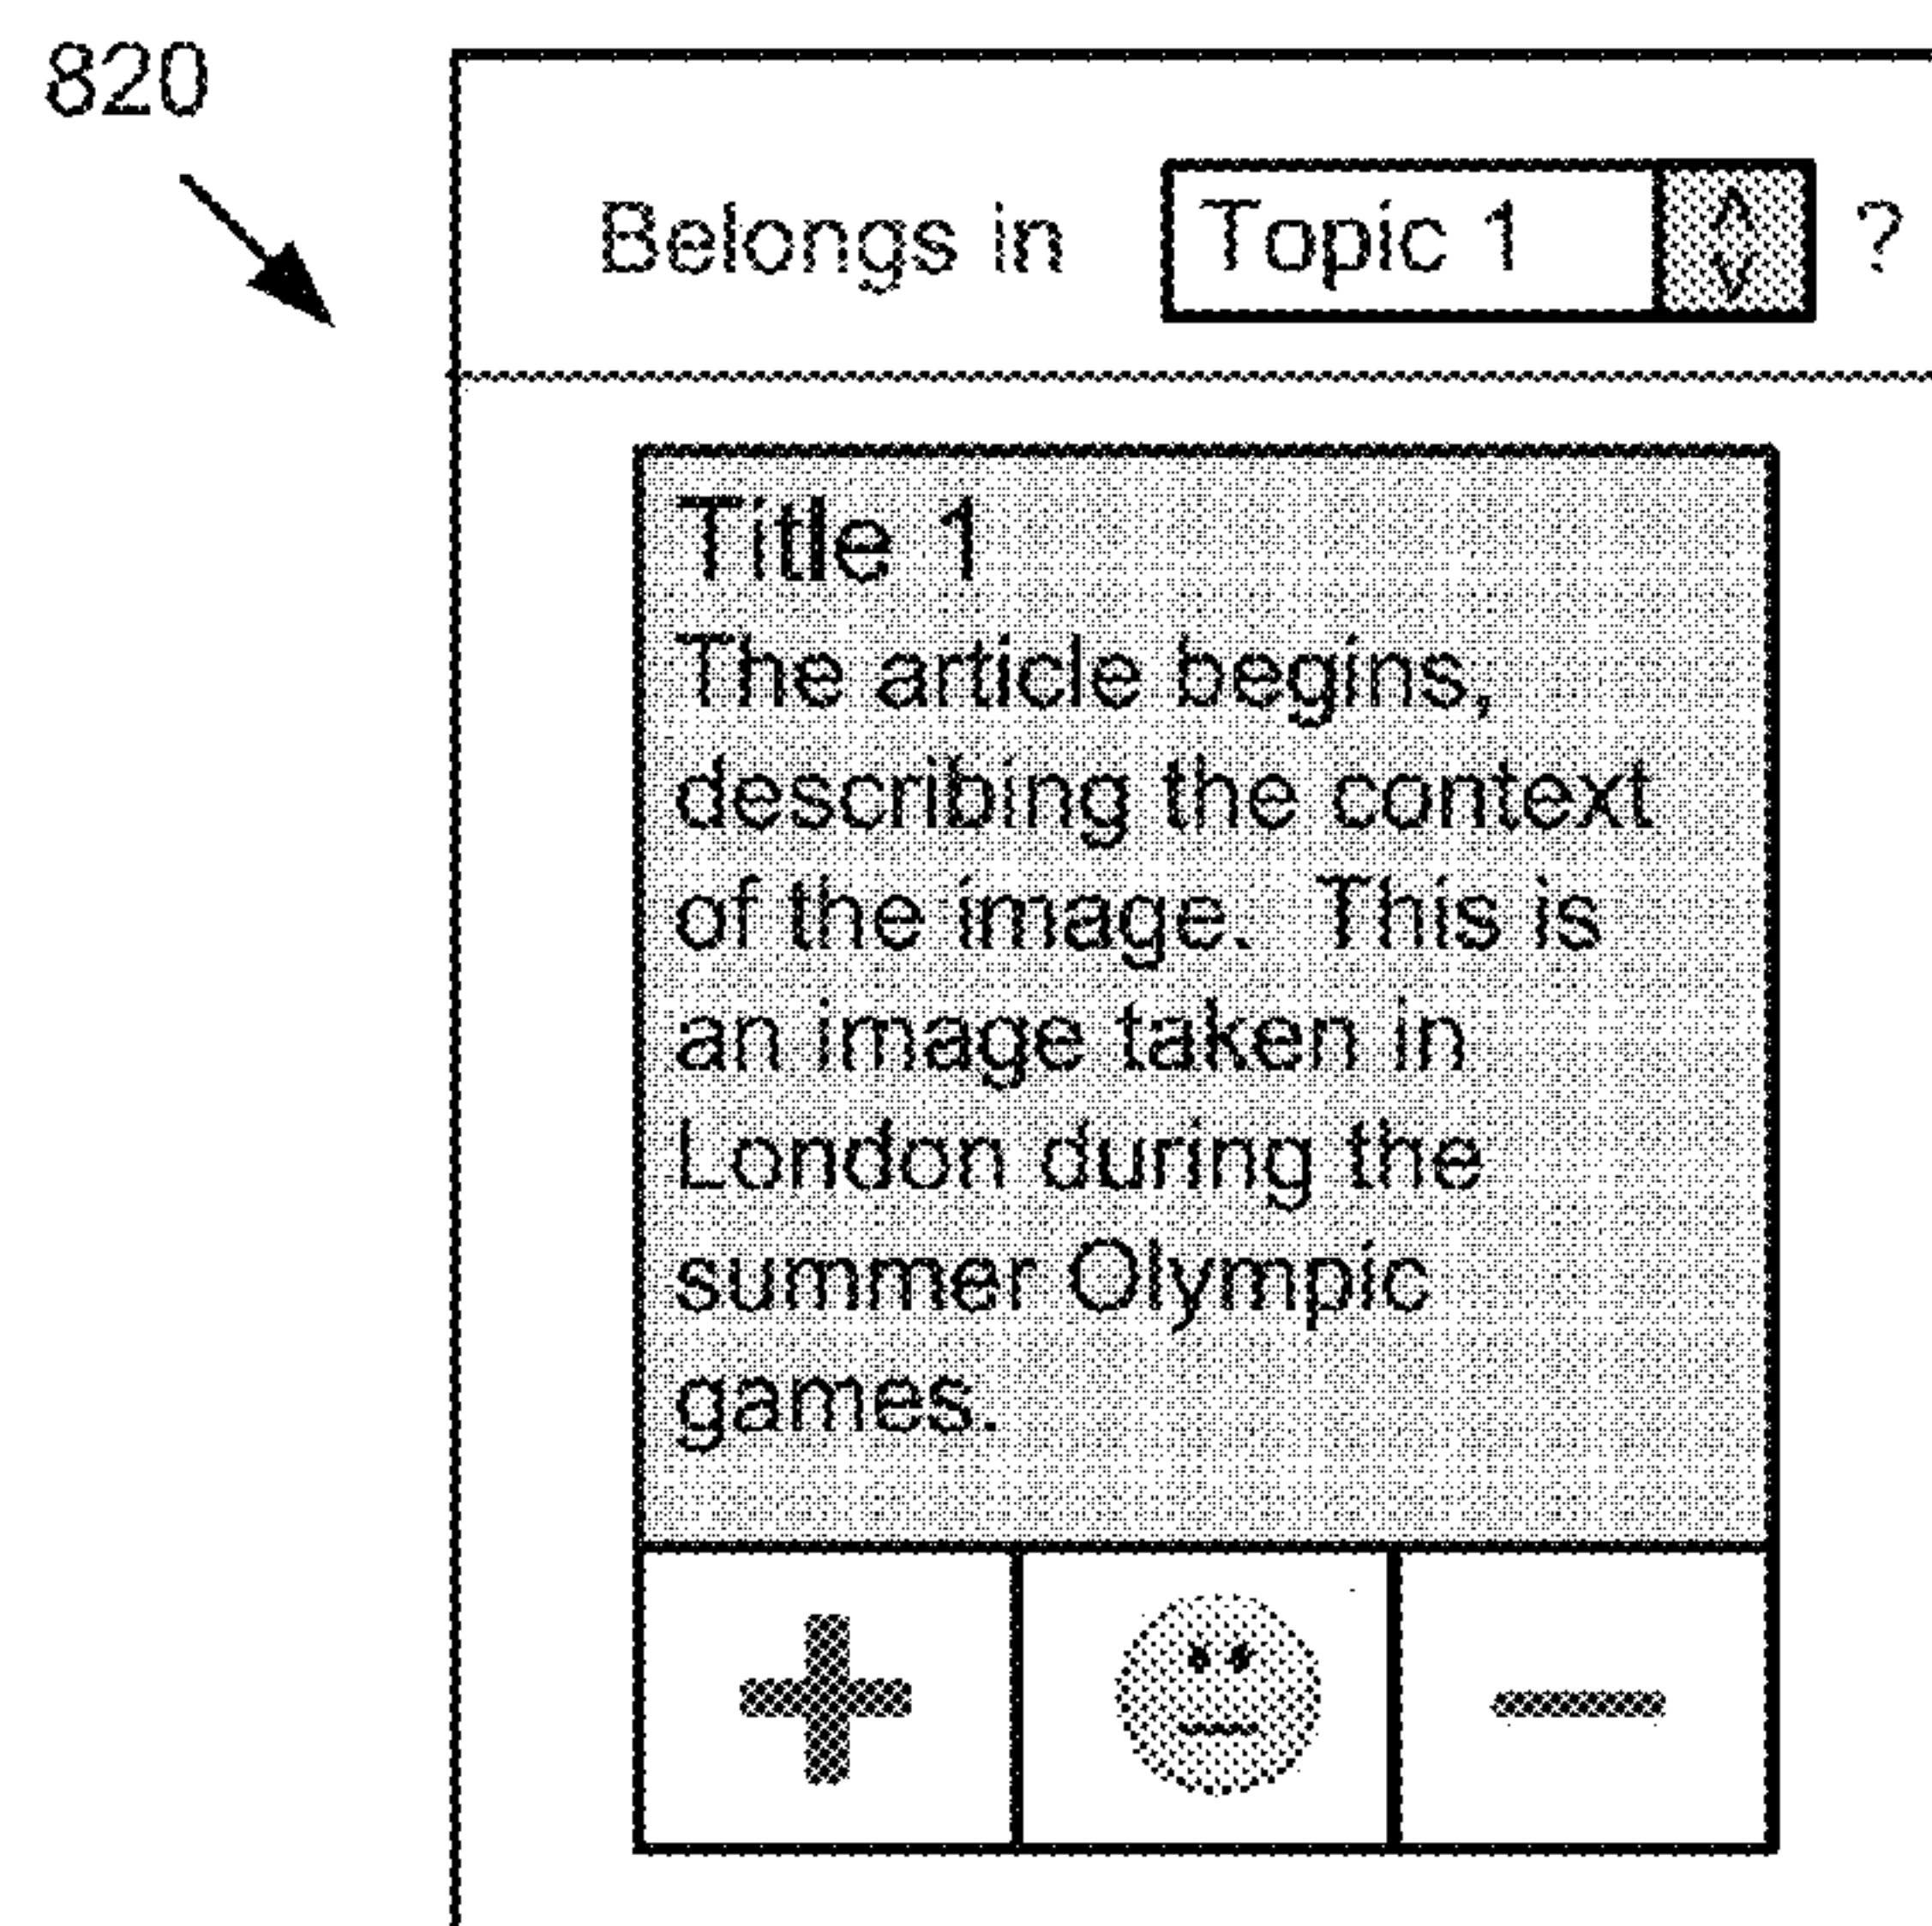 820
Belongs in Topic 1 ?
Title 1
The article begins,
describing the context
of the image.  This is
an image taken in
London during the
summer Olympic
games.